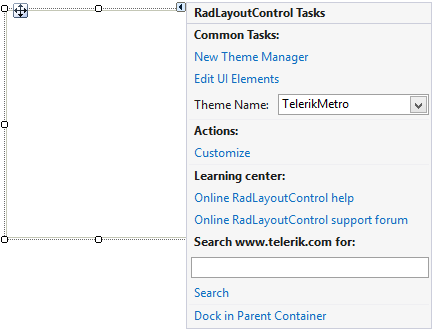 RadLayoutControl Tasks
Common Tasks:
New Theme Manager
Edit UI Elements
Theme Name: TelerikMetro
Actions:
Customize
Learning center:
Online RadLayoutControl help
Online RadLayoutControl support forum
Search www.telerik.com for:
Search
Dock in Parent Container